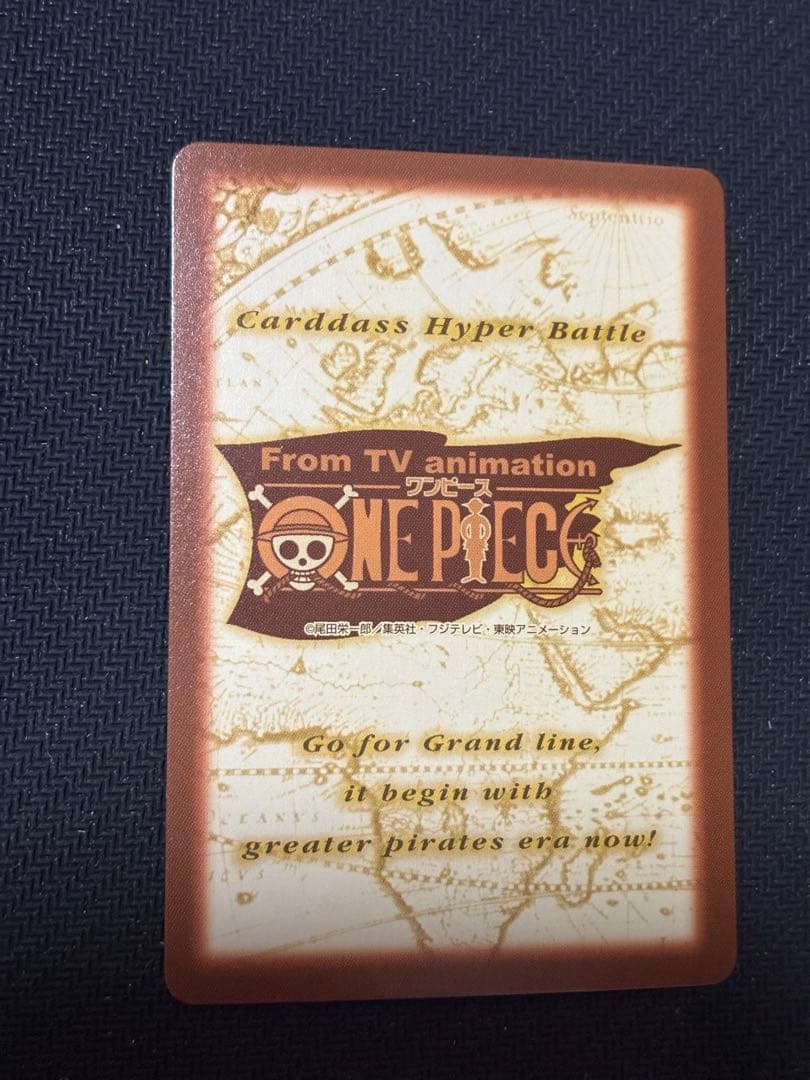 Septentrio
Carddass Hyper Battle
From TV animation
ワンピース
ONE PIECE
©尾田栄一郎／集英社・フジテレビ・東映アニメーション
Go for Grand line,
it begin with
greater pirates era now!